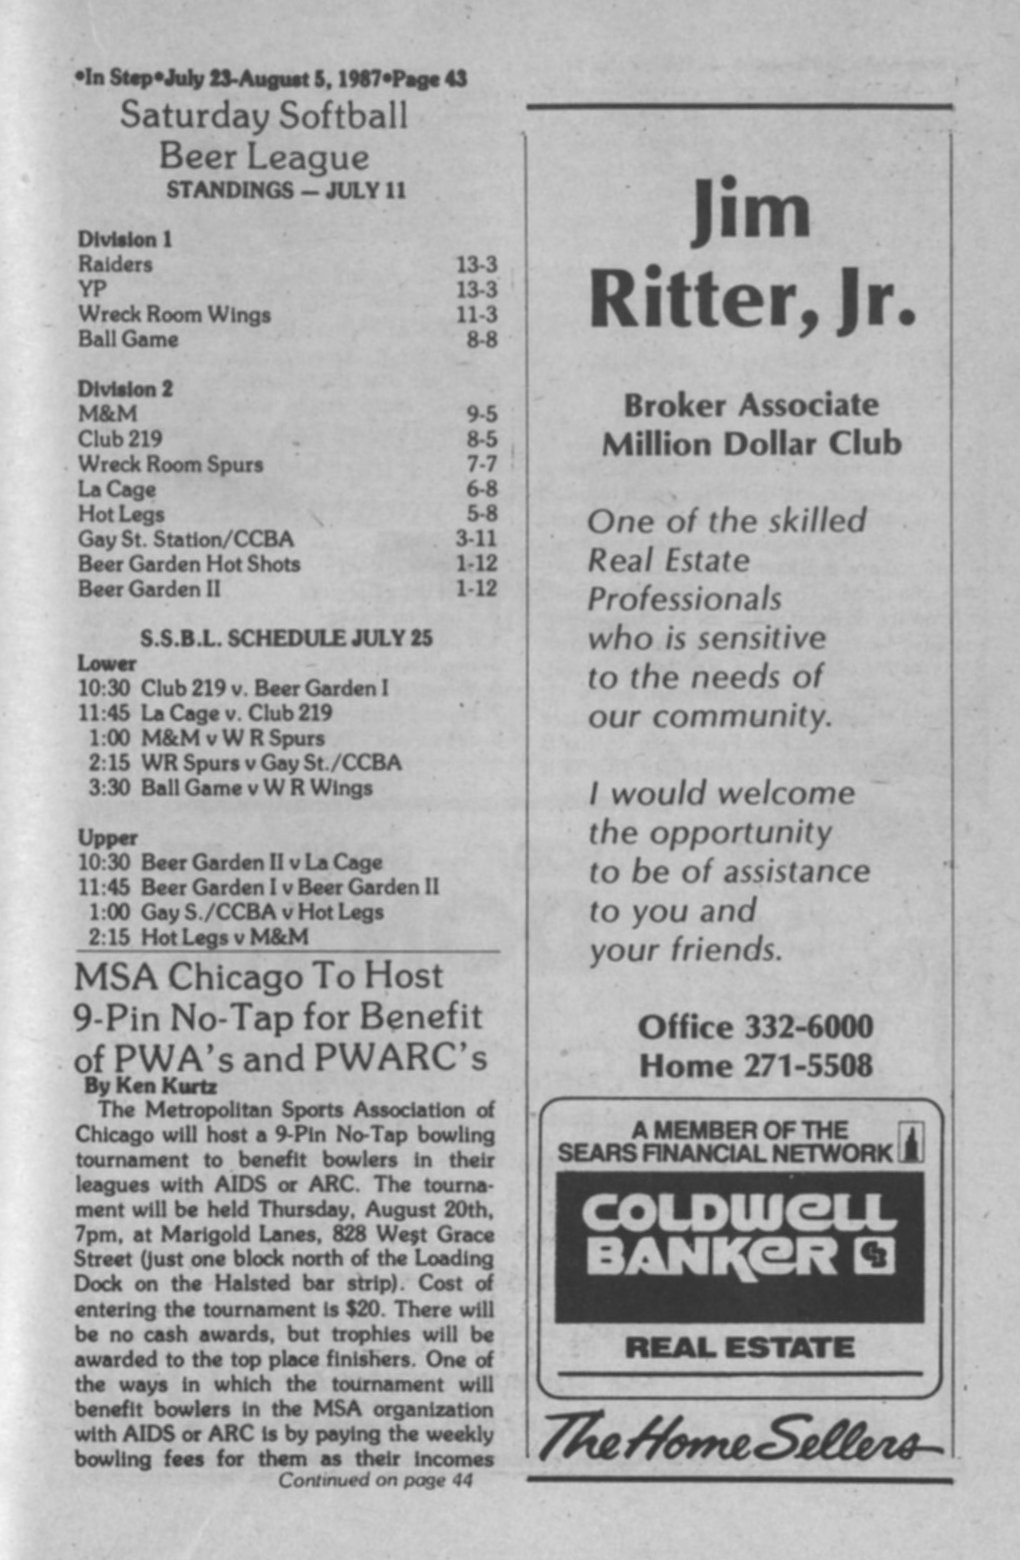 •In Step•July 23-August 5, 1987•Page 43
Saturday Softball
Beer League
STANDINGS — JULY 11
Division 1
Raiders 13-3
YP 13-3
Wreck Room Wings 11-3
Ball Game 8-8
Division 2
M&M 9-5
Club 219 8-5
Wreck Room Spurs 7-7
La Cage 6-8
Hot Legs 5-8
Gay St. Station/CCBA 3-11
Beer Garden Hot Shots 1-12
Beer Garden II 1-12
S.S.B.L. SCHEDULE JULY 25
Lower
10:30 Club 219 v. Beer Garden I
11:45 La Cage v. Club 219
1:00 M&M v W R Spurs
2:15 WR Spurs v Gay St./CCBA
3:30 Ball Game v W R Wings
Upper
10:30 Beer Garden II v La Cage
11:45 Beer Garden I v Beer Garden II
1:00 Gay S./CCBA v Hot Legs
2:15 Hot Legs v M&M
MSA Chicago To Host
9-Pin No-Tap for Benefit
of PWA's and PWARC's
By Ken Kurtz
The Metropolitan Sports Association of
Chicago will host a 9-Pin No-Tap bowling
tournament to benefit bowlers in their
leagues with AIDS or ARC. The tourna-
ment will be held Thursday, August 20th,
7pm, at Marigold Lanes, 828 West Grace
Street (just one block north of the Loading
Dock on the Halsted bar strip). Cost of
entering the tournament is $20. There will
be no cash awards, but trophies will be
awarded to the top place finishers. One of
the ways in which the tournament will
benefit bowlers in the MSA organization
with AIDS or ARC is by paying the weekly
bowling fees for them as their incomes
Continued on page 44
Jim
Ritter, Jr.
Broker Associate
Million Dollar Club
One of the skilled
Real Estate
Professionals
who is sensitive
to the needs of
our community.
I would welcome
the opportunity
to be of assistance
to you and
your friends.
Office 332-6000
Home 271-5508
A MEMBER OF THE
SEARS FINANCIAL NETWORK
COLDWELL
BANKER CB
REAL ESTATE
The Home Sellers